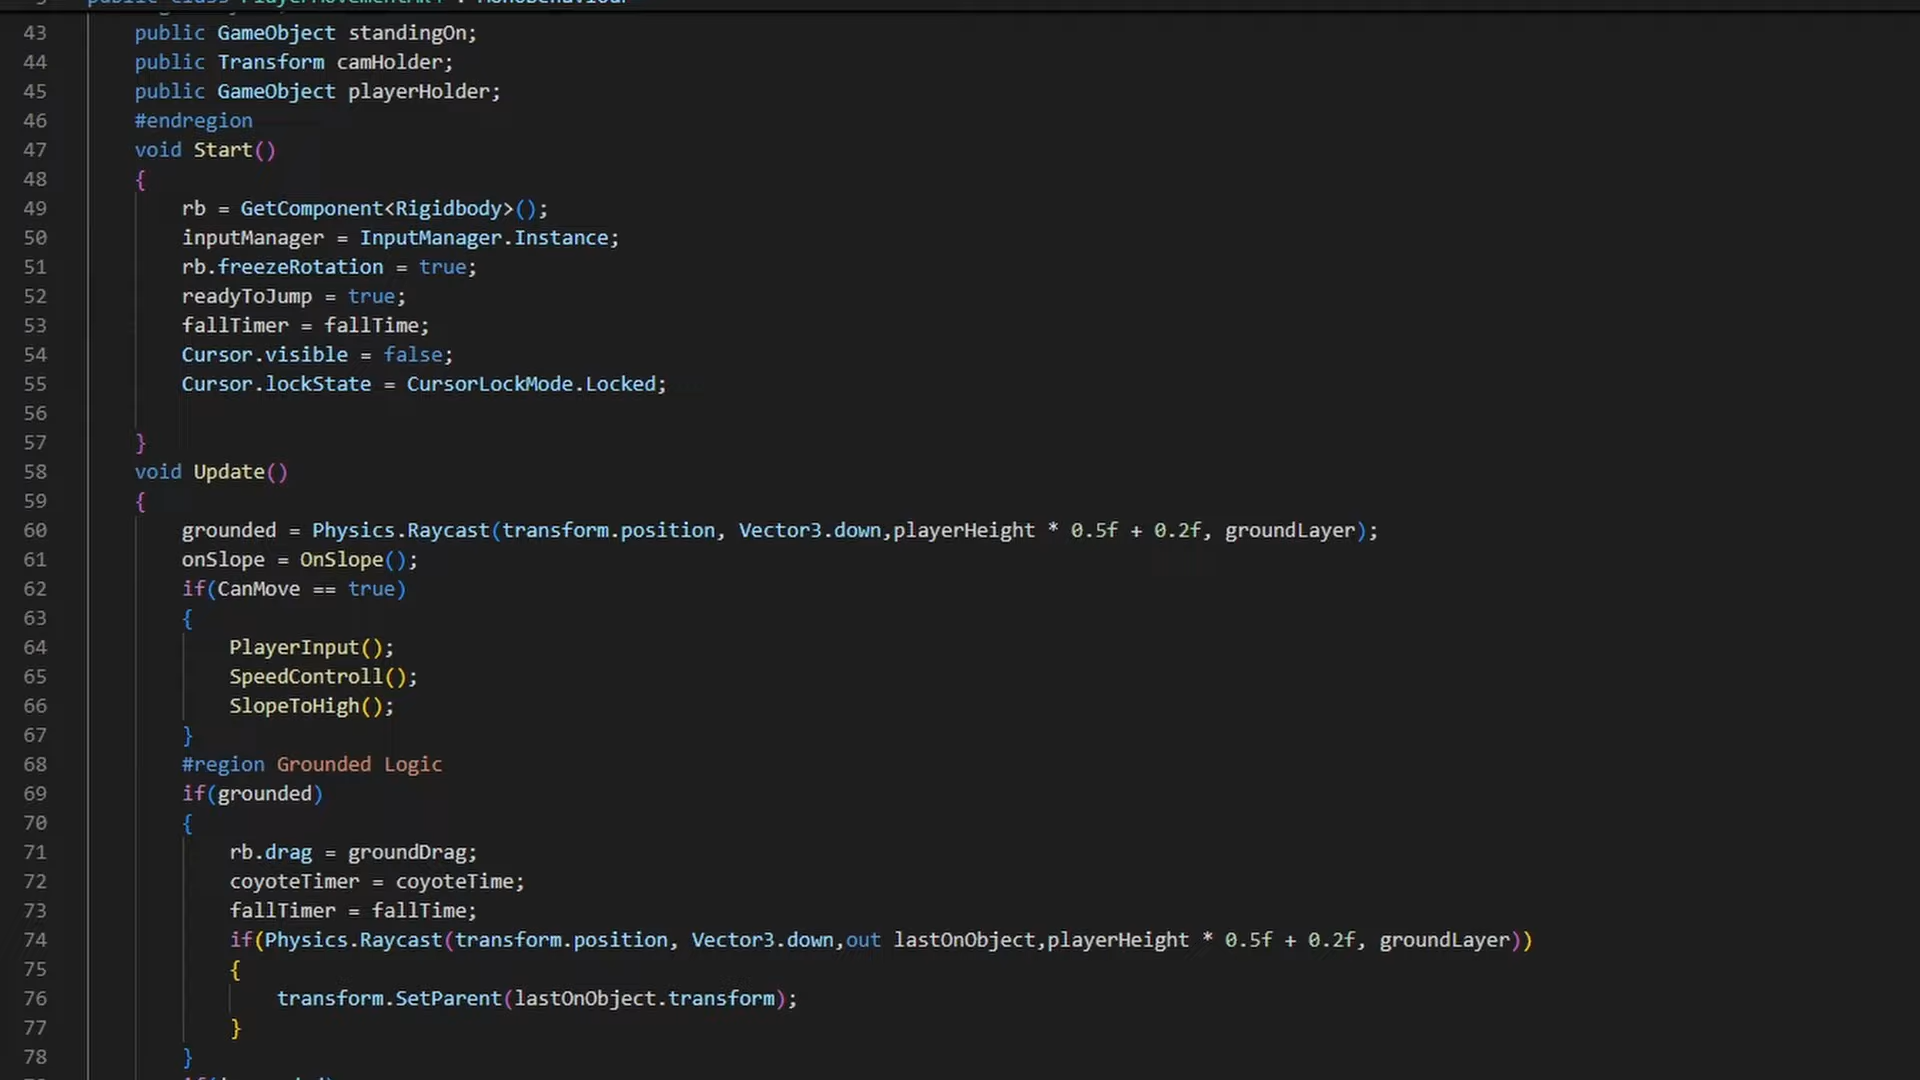 43 public GameObject standingOn;
44 public Transform camHolder;
45 public GameObject playerHolder;
46 #endregion
47 void Start()
48 {
49 rb = GetComponent<Rigidbody>();
50 inputManager = InputManager.Instance;
51 rb.freezeRotation = true;
52 readyToJump = true;
53 fallTimer = fallTime;
54 Cursor.visible = false;
55 Cursor.lockState = CursorLockMode.Locked;
56
57 }
58 void Update()
59 {
60 grounded = Physics.Raycast(transform.position, Vector3.down,playerHeight * 0.5f + 0.2f, groundLayer);
61 onSlope = OnSlope();
62 if(CanMove == true)
63 {
64 PlayerInput();
65 SpeedControll();
66 SlopeToHigh();
67 }
68 #region Grounded Logic
69 if(grounded)
70 {
71 rb.drag = groundDrag;
72 coyoteTimer = coyoteTime;
73 fallTimer = fallTime;
74 if(Physics.Raycast(transform.position, Vector3.down,out lastOnObject,playerHeight * 0.5f + 0.2f, groundLayer))
75 {
76 transform.SetParent(lastOnObject.transform);
77 }
78 }